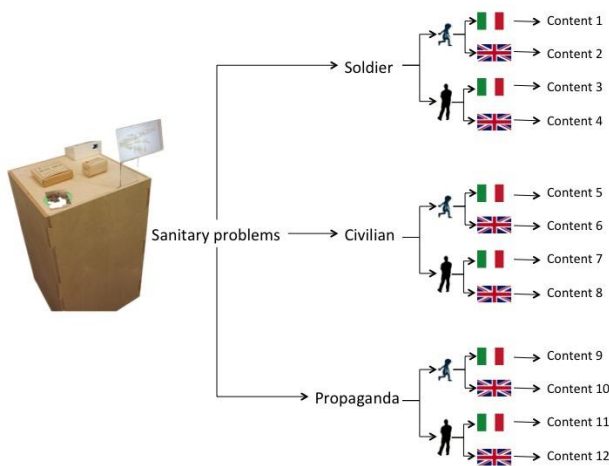 Content 1
Content 2
Soldier
Content 3
Content 4
Content 5
Content 6
Sanitary problems
Civilian
Content 7
Content 8
Content 9
Content 10
Propaganda
Content 11
Content 12